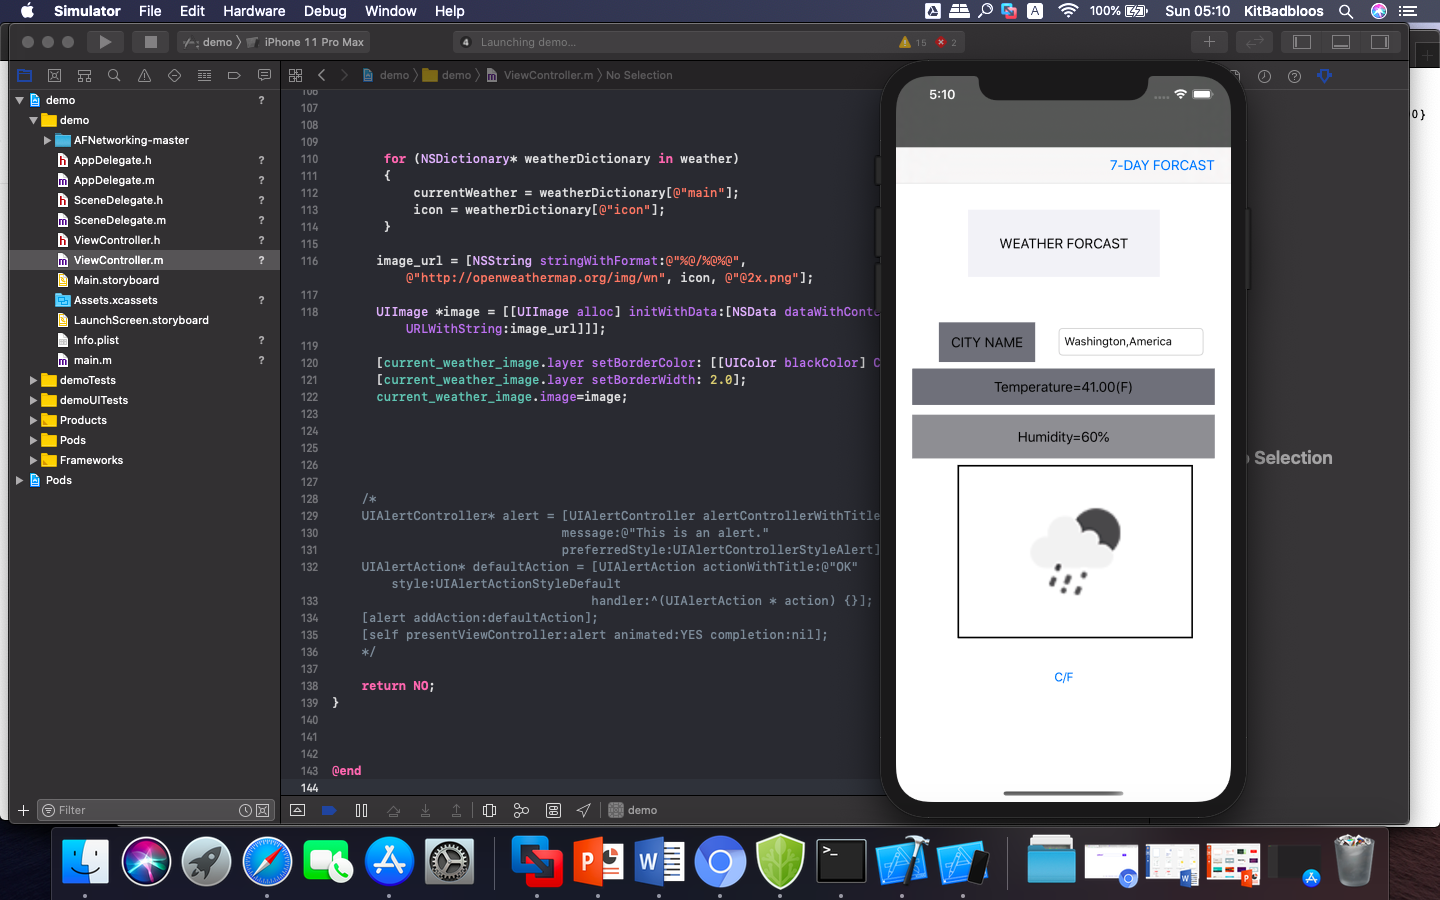 Simulator File Edit Hardware Debug Window Help
A 100% Sun 05:10 KitBadbloos
demo iPhone 11 Pro Max
4 Launching demo... 15 2
demo demo ViewController.m No Selection
demo ?
demo
AFNetworking-master
h AppDelegate.h ?
m AppDelegate.m ?
h SceneDelegate.h ?
m SceneDelegate.m ?
h ViewController.h ?
m ViewController.m ?
Main.storyboard
Assets.xcassets ?
LaunchScreen.storyboard
Info.plist ?
m main.m ?
demoTests
demoUITests
Products
Pods
Frameworks
Pods
Filter
106
107
108
109
110 for (NSDictionary* weatherDictionary in weather)
111 {
112 currentWeather = weatherDictionary[@"main"];
113 icon = weatherDictionary[@"icon"];
114 }
115
116 image_url = [NSString stringWithFormat:@"%@/%@%@",
@"http://openweathermap.org/img/wn", icon, @"@2x.png"];
117
118 UIImage *image = [[UIImage alloc] initWithData:[NSData dataWithConte
URLWithString:image_url]]];
119
120 [current_weather_image.layer setBorderColor: [[UIColor blackColor] C
121 [current_weather_image.layer setBorderWidth: 2.0];
122 current_weather_image.image=image;
123
124
125
126
127
128 /*
129 UIAlertController* alert = [UIAlertController alertControllerWithTitle
130 message:@"This is an alert."
131 preferredStyle:UIAlertControllerStyleAlert]
132 UIAlertAction* defaultAction = [UIAlertAction actionWithTitle:@"OK"
style:UIAlertActionStyleDefault
133 handler:^(UIAlertAction * action) {}];
134 [alert addAction:defaultAction];
135 [self presentViewController:alert animated:YES completion:nil];
136 */
137
138 return NO;
139 }
140
141
142
143 @end
144
demo
5:10
7-DAY FORCAST
WEATHER FORCAST
CITY NAME Washington,America
Temperature=41.00(F)
Humidity=60%
C/F
Selection
0}